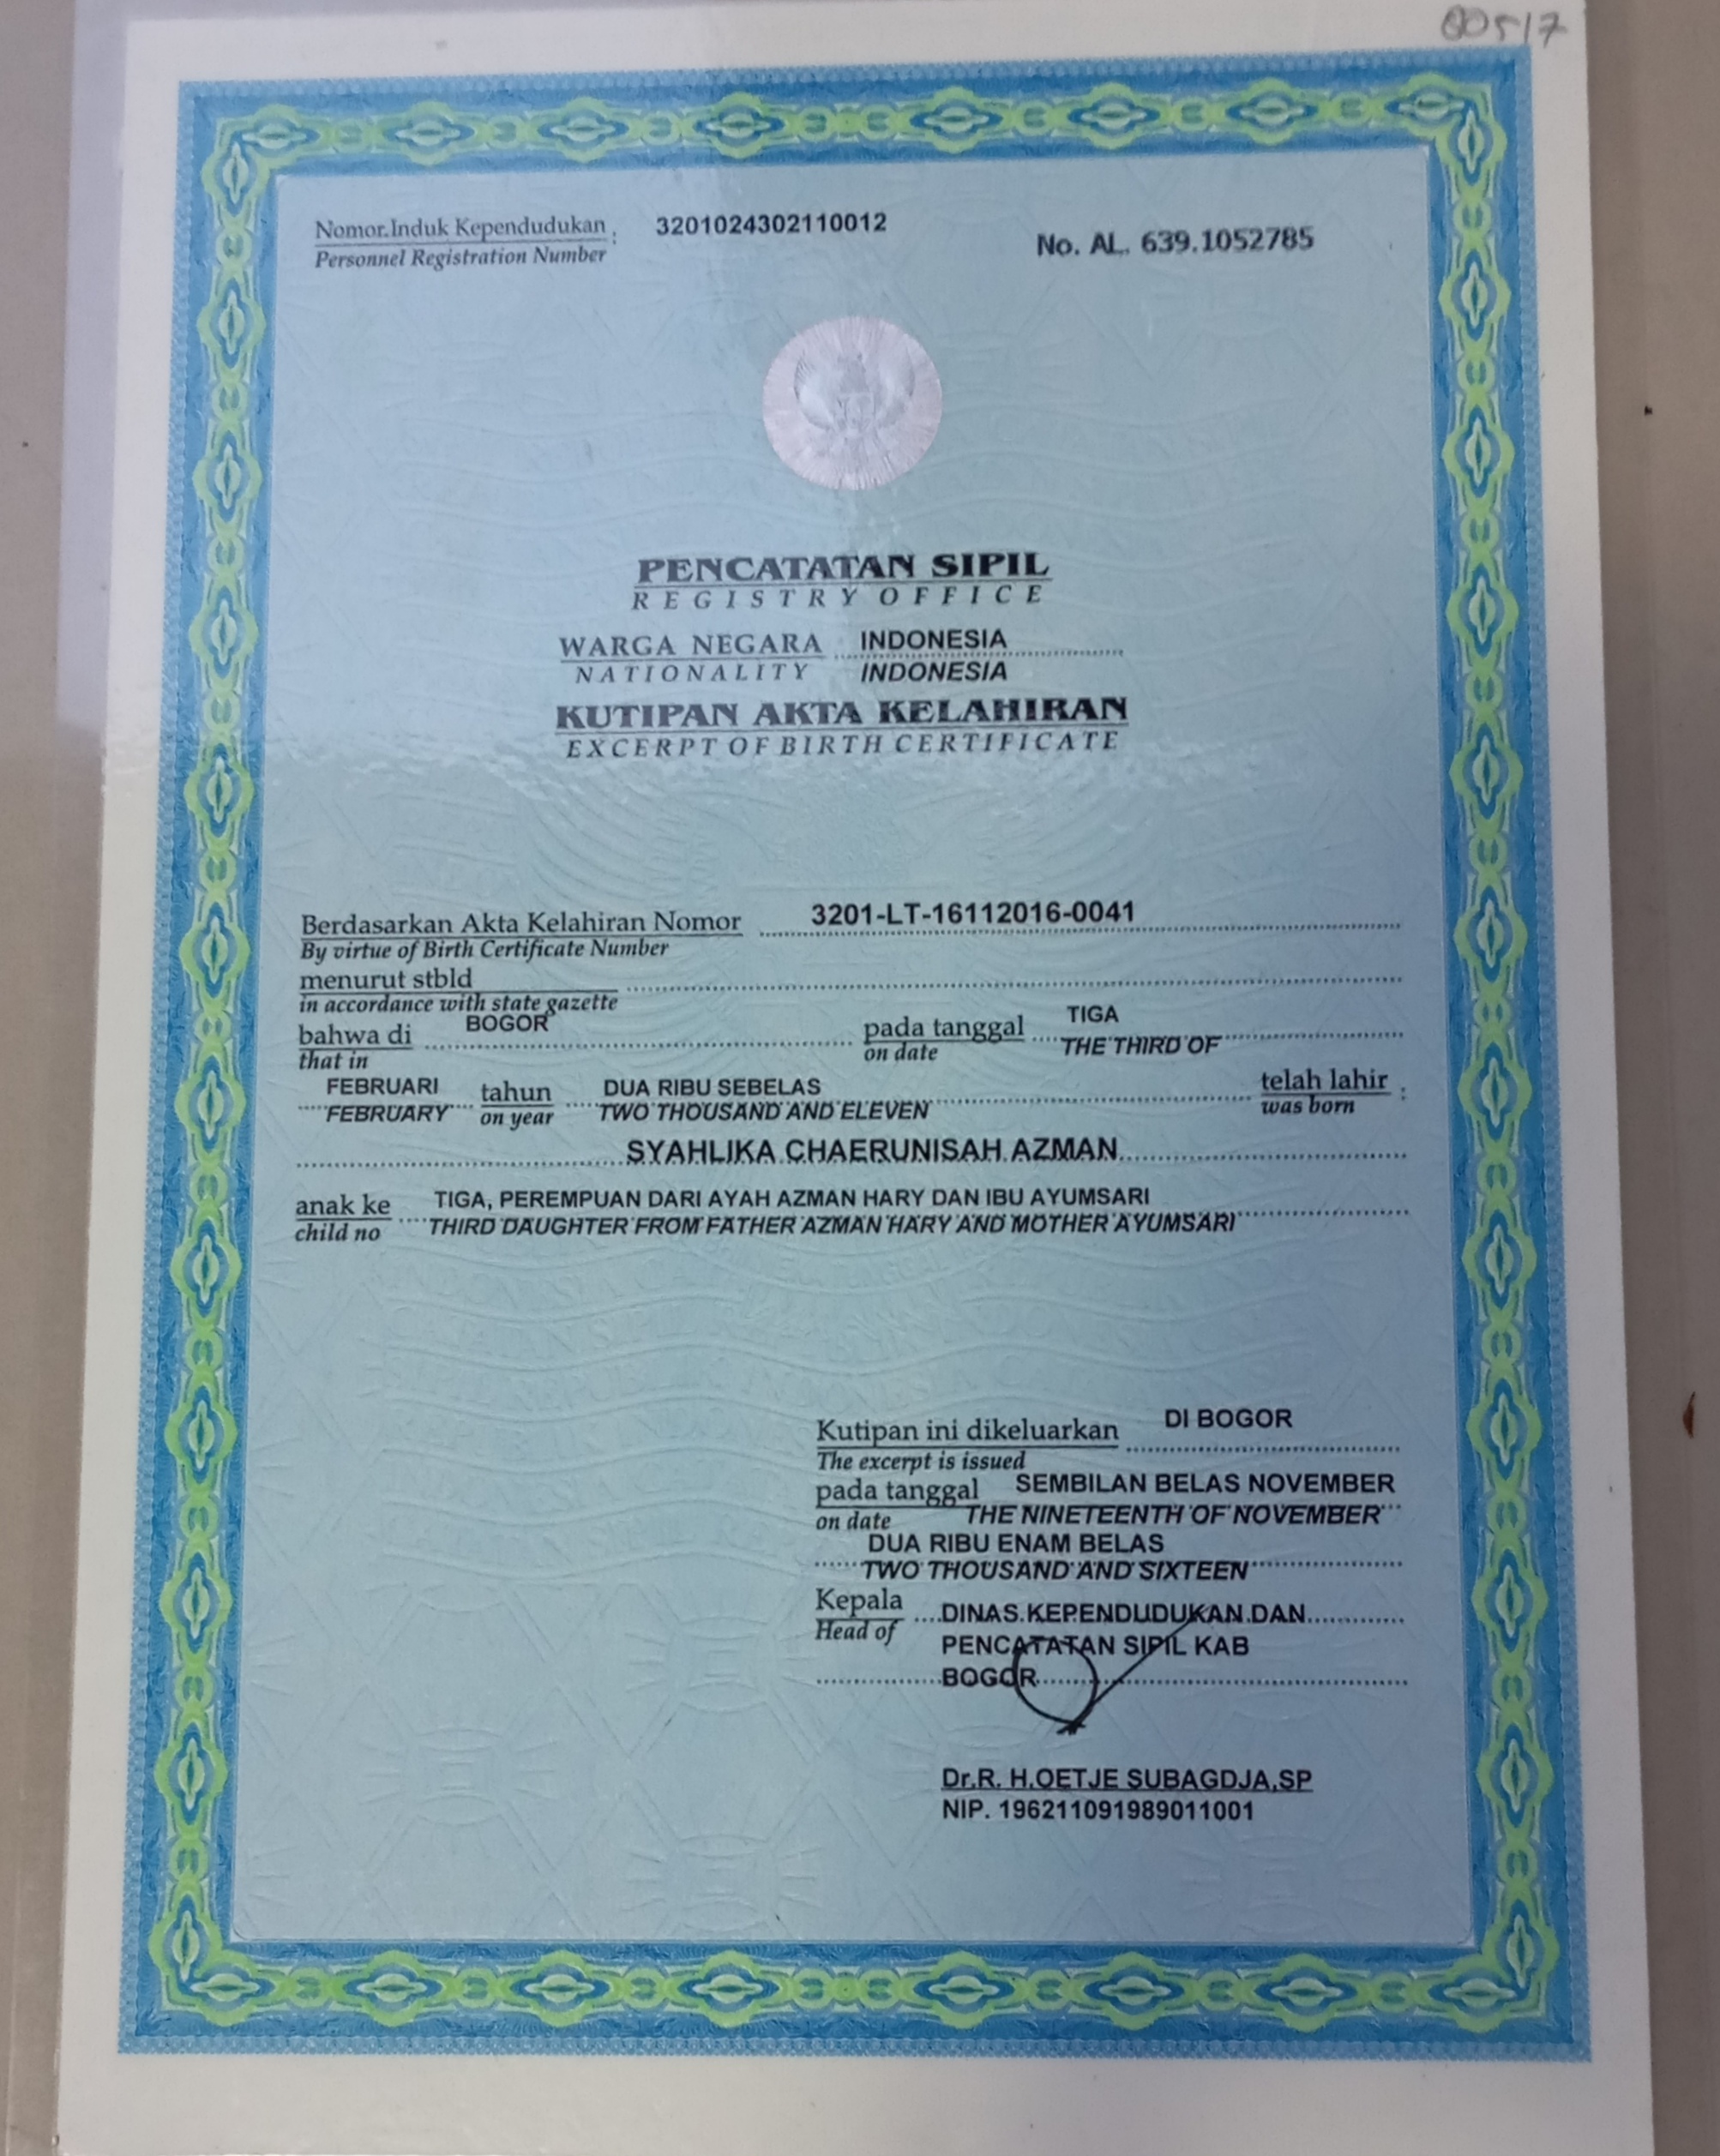 00517
Nomor Induk Kependudukan : 3201024302110012
Personnel Registration Number
No. AL. 639.1052785
PENCATATAN SIPIL
REGISTRY OFFICE
WARGA NEGARA INDONESIA
NATIONALITY INDONESIA
KUTIPAN AKTA KELAHIRAN
EXCERPT OF BIRTH CERTIFICATE
Berdasarkan Akta Kelahiran Nomor 3201-LT-16112016-0041
By virtue of Birth Certificate Number
menurut stbld
in accordance with state gazette
bahwa di BOGOR pada tanggal TIGA
that in on date THE THIRD OF
FEBRUARI tahun DUA RIBU SEBELAS telah lahir :
FEBRUARY on year TWO THOUSAND AND ELEVEN was born
SYAHLIKA CHAERUNISAH AZMAN
anak ke TIGA, PEREMPUAN DARI AYAH AZMAN HARY DAN IBU AYUMSARI
child no THIRD DAUGHTER FROM FATHER AZMAN HARY AND MOTHER AYUMSARI
Kutipan ini dikeluarkan DI BOGOR
The excerpt is issued
pada tanggal SEMBILAN BELAS NOVEMBER
on date THE NINETEENTH OF NOVEMBER
DUA RIBU ENAM BELAS
TWO THOUSAND AND SIXTEEN
Kepala DINAS KEPENDUDUKAN DAN
Head of
PENCATATAN SIPIL KAB
BOGOR
Dr.R. H.OETJE SUBAGDJA,SP
NIP. 196211091989011001